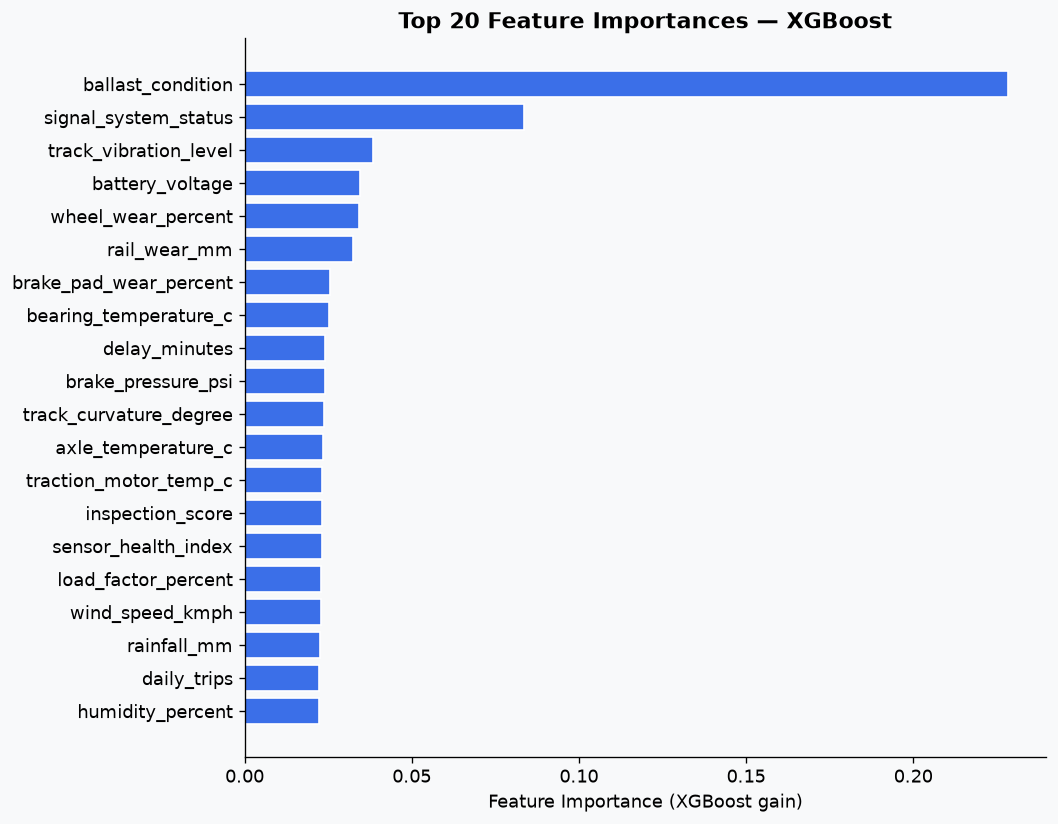 Top 20 Feature Importances — XGBoost
ballast_condition
signal_system_status
track_vibration_level
battery_voltage
wheel_wear_percent
rail_wear_mm
brake_pad_wear_percent
bearing_temperature_c
delay_minutes
brake_pressure_psi
track_curvature_degree
axle_temperature_c
traction_motor_temp_c
inspection_score
sensor_health_index
load_factor_percent
wind_speed_kmph
rainfall_mm
daily_trips
humidity_percent
0.00 0.05 0.10 0.15 0.20
Feature Importance (XGBoost gain)